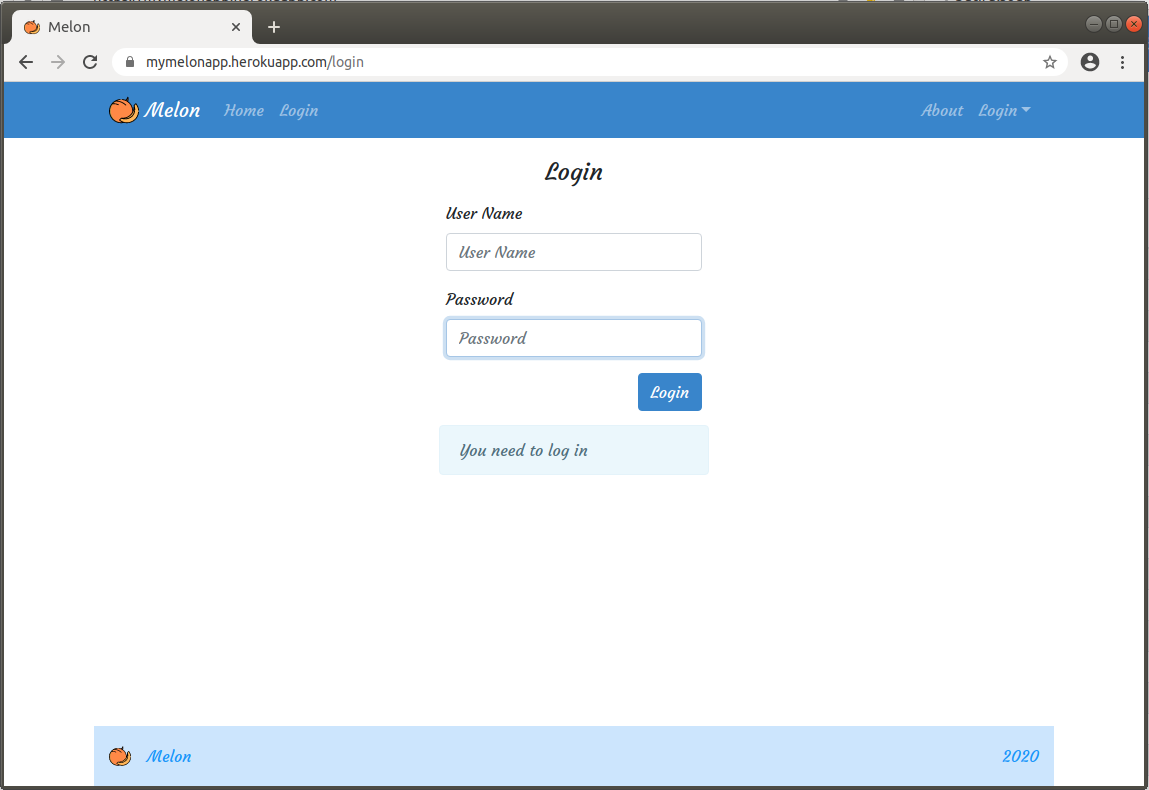 Melon
mymelonapp.herokuapp.com/login
Melon Home Login About Login
Login
User Name
User Name
Password
Password
Login
You need to log in
Melon 2020